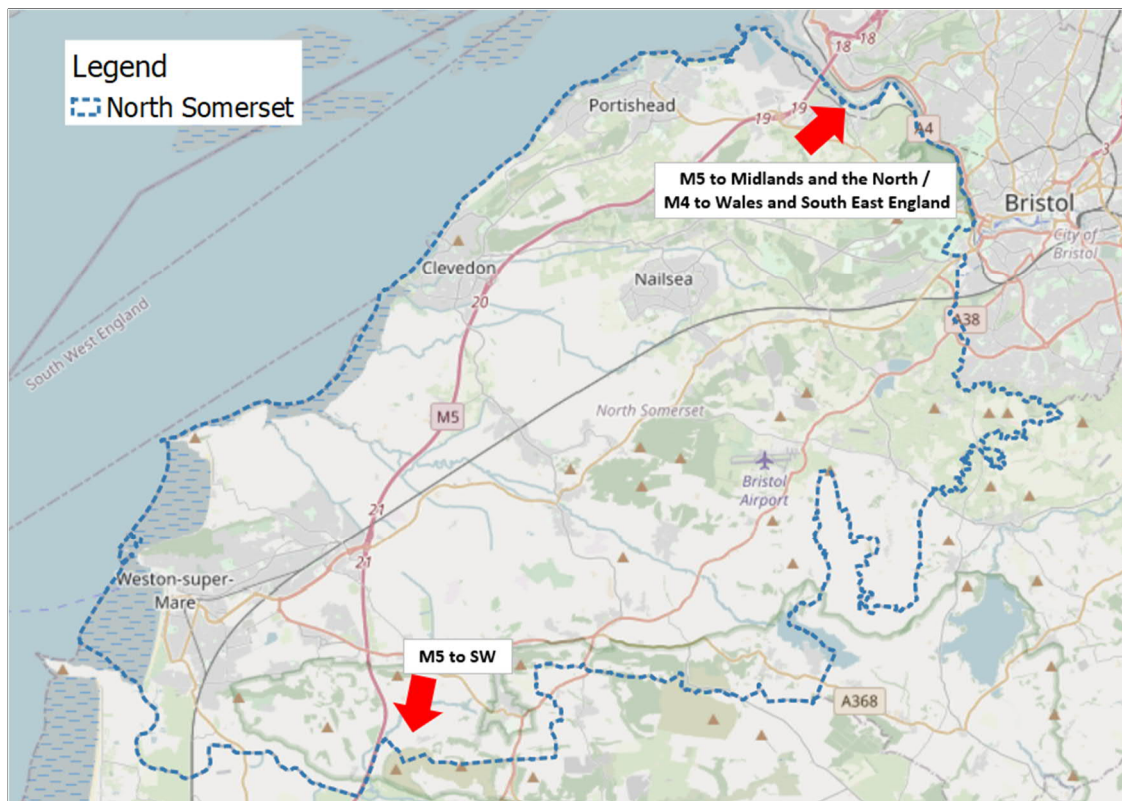 Legend
North Somerset
18
18
Portishead
19
19
A4
M5 to Midlands and the North /
M4 to Wales and South East England
3
Bristol
City of
Bristol
Clevedon
Nailsea
20
A38
South West England
M5
North Somerset
Bristol
Airport
21
21
Weston-super-
Mare
M5 to SW
A368